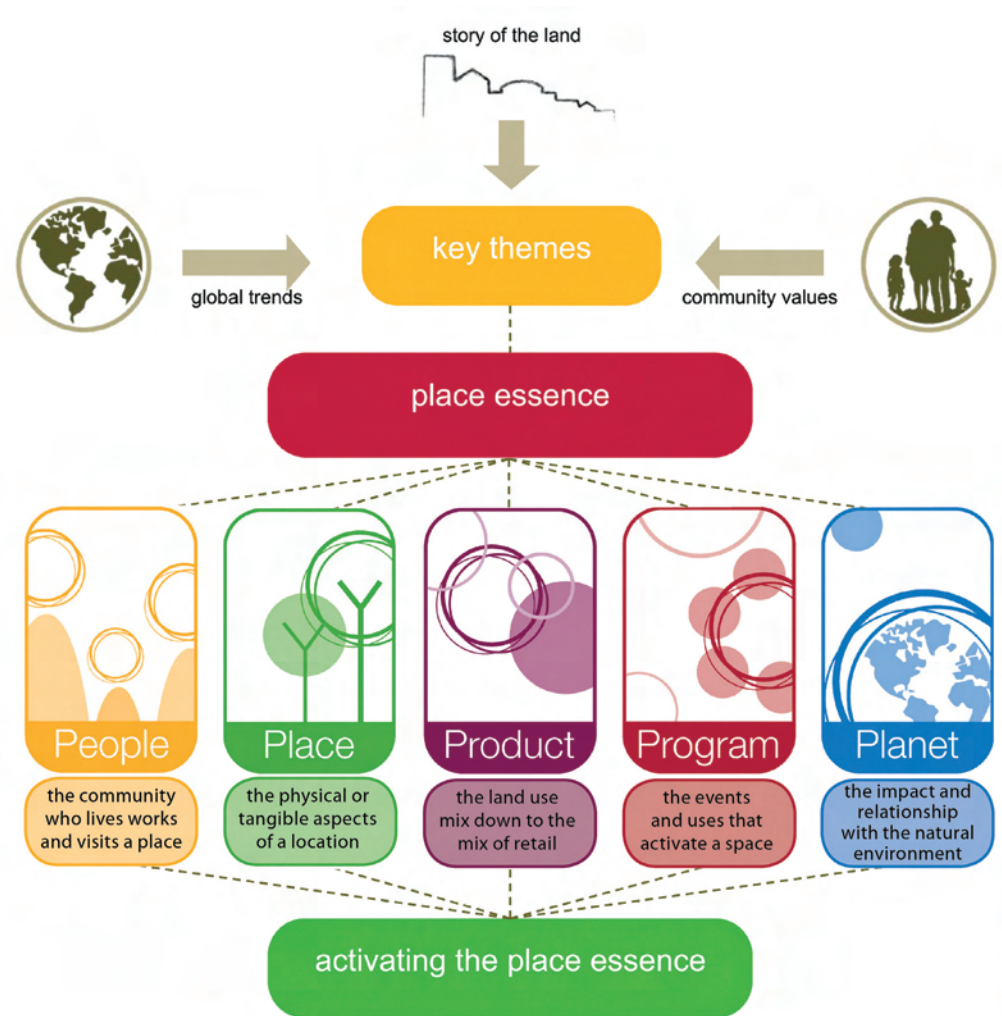 story of the land
key themes
global trends
community values
place essence
People
Place
Product
Program
Planet
the community
who lives works
and visits a place
the physical or
tangible aspects
of a location
the land use
mix down to the
mix of retail
the events
and uses that
activate a space
the impact and
relationship
with the natural
environment
activating the place essence